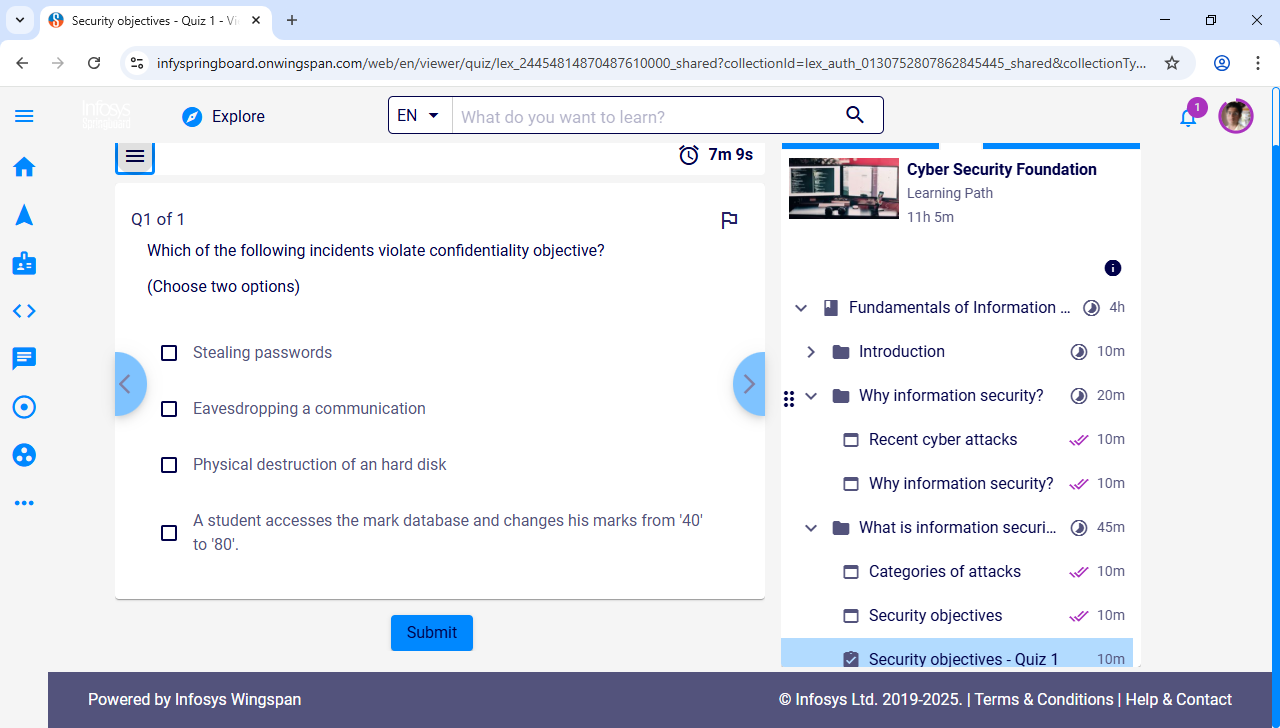 Security objectives - Quiz 1 - Vi
infyspringboard.onwingspan.com/web/en/viewer/quiz/lex_24454814870487610000_shared?collectionId=lex_auth_0130752807862845445_shared&collectionTy...
Infosys
Springboard
Explore
EN
What do you want to learn?
1
7m 9s
Q1 of 1
Which of the following incidents violate confidentiality objective?
(Choose two options)
Stealing passwords
Eavesdropping a communication
Physical destruction of an hard disk
A student accesses the mark database and changes his marks from '40'
to '80'.
Submit
Cyber Security Foundation
Learning Path
11h 5m
Fundamentals of Information ... 4h
Introduction 10m
Why information security? 20m
Recent cyber attacks 10m
Why information security? 10m
What is information securi... 45m
Categories of attacks 10m
Security objectives 10m
Security objectives - Quiz 1 10m
Powered by Infosys Wingspan
© Infosys Ltd. 2019-2025. | Terms & Conditions | Help & Contact